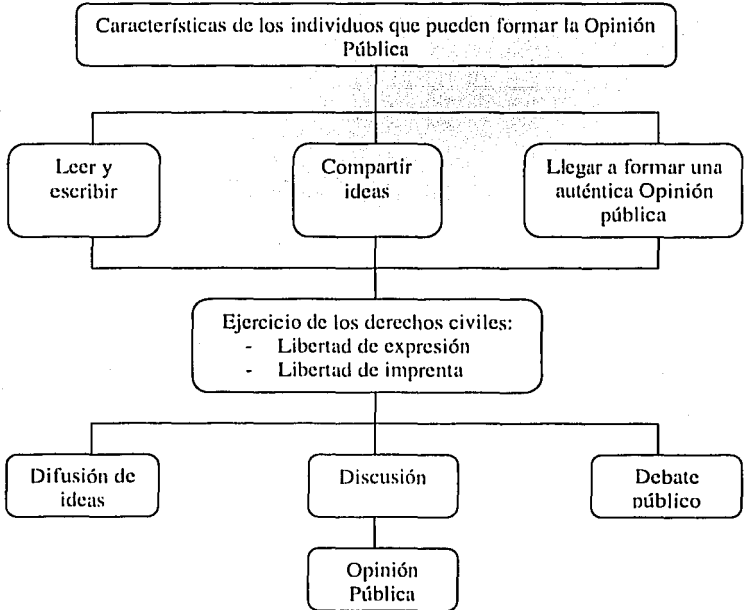 Características de los individuos que pueden formar la Opinión
Pública
Leer y
escribir
Compartir
ideas
Llegar a formar una
auténtica Opinión
pública
Ejercicio de los derechos civiles:
- Libertad de expresión
- Libertad de imprenta
Difusión de
ideas
Discusión
Debate
público
Opinión
Pública